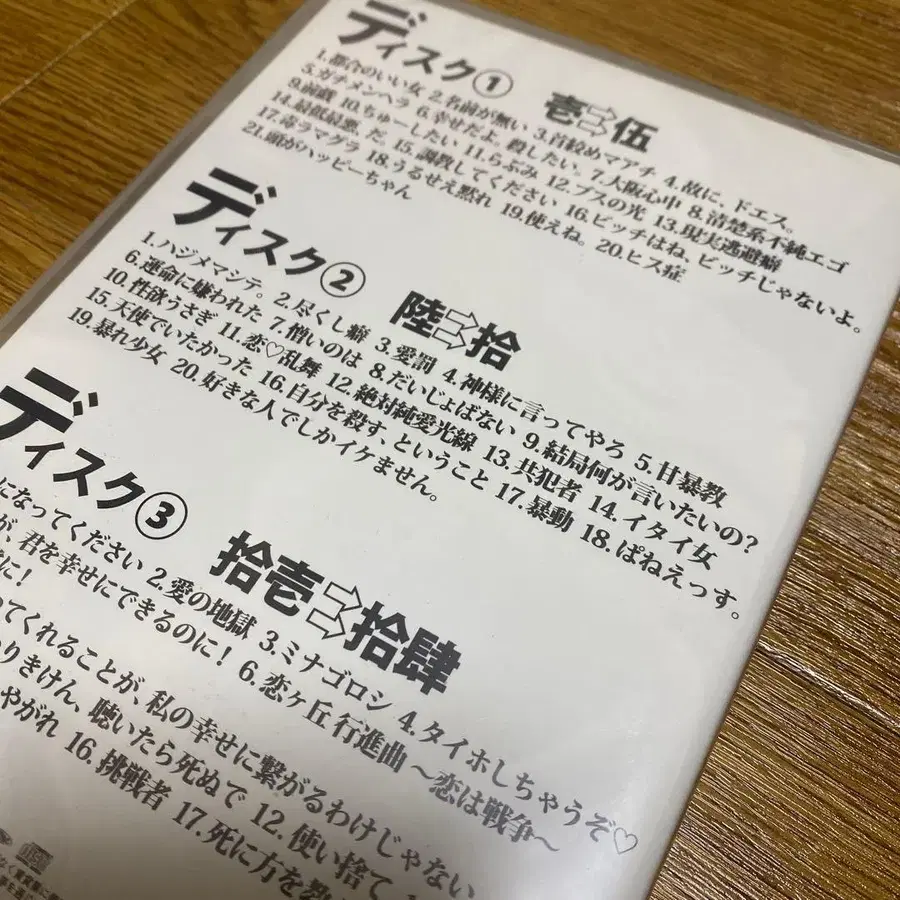 ディスク① 壱⇨伍
1.都合のいい女 2.名前が無い 3.首絞めマアチ 4.故に、ドエス。
5.ガチメンヘラ 6.幸せだよ。殺したい。 7.大阪心中 8.清楚系不純エゴ
9.前戯 10.ちゅーしたい 11.らぶみ 12.ブスの光 13.現実逃避癖
14.最低最悪、だ。 15.調教してください 16.ビッチはね、ビッチじゃないよ。
17.毒ラマグラ 18.うるせえ黙れ 19.使えね。 20.ヒス症
21.頭がハッピーちゃん
ディスク② 陸⇨拾
1.ハジメマシテ。 2.尽くし癖 3.愛罰 4.神様に言ってやろ 5.甘暴教
6.運命に嫌われた 7.憎いのは 8.だいじょばない 9.結局何が言いたいの?
10.性欲うさぎ 11.恋♡乱舞 12.絶対純愛光線 13.共犯者 14.イタイ女
15.天使でいたかった 16.自分を殺す、ということ 17.暴動 18.ぱねえっす。
19.暴れ少女 20.好きな人でしかイケません。
ディスク③ 拾壱⇨拾肆
になってください 2.愛の地獄 3.ミナゴロシ 4.タイホしちゃうぞ♡
が、君を幸せにできるのに! 6.恋ヶ丘 行進曲 〜恋は戦争〜
に!
てくれることが、私の幸せに繋がるわけじゃない
りきけん、聴いたら死ぬで 12.使い捨て
やがれ 16.挑戦者 17.死に方を教